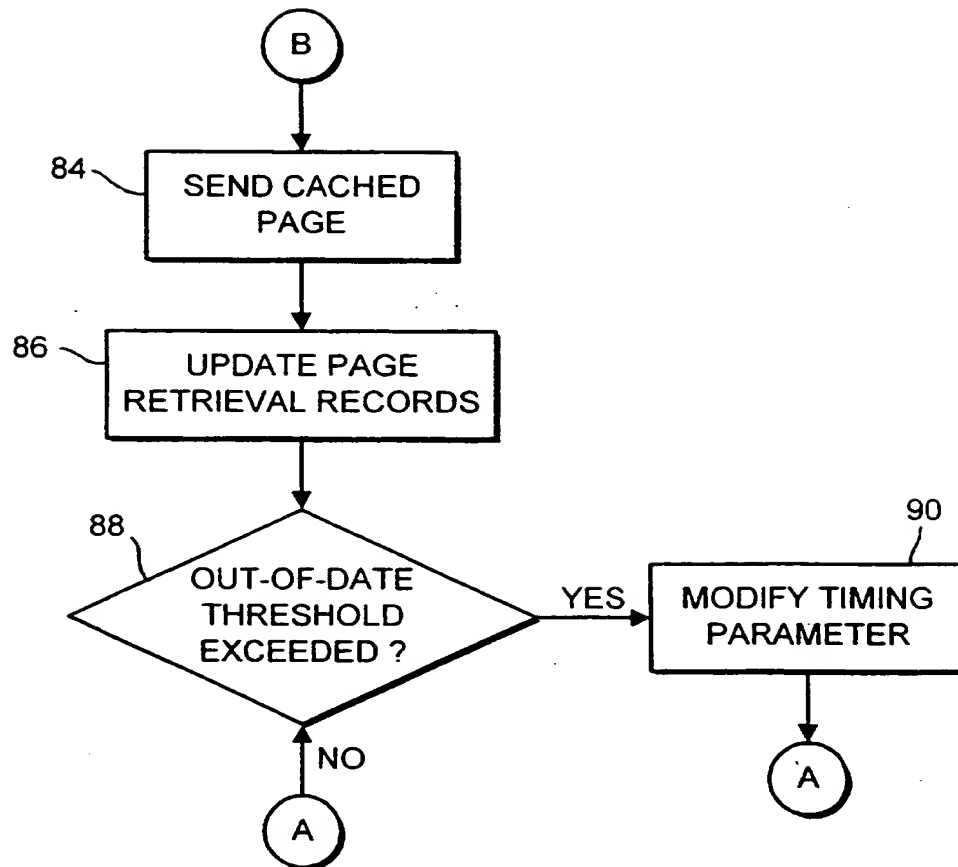 B
84
SEND CACHED
PAGE
86
UPDATE PAGE
RETRIEVAL RECORDS
88
OUT-OF-DATE
THRESHOLD
EXCEEDED ?
YES
90
MODIFY TIMING
PARAMETER
NO
A
A